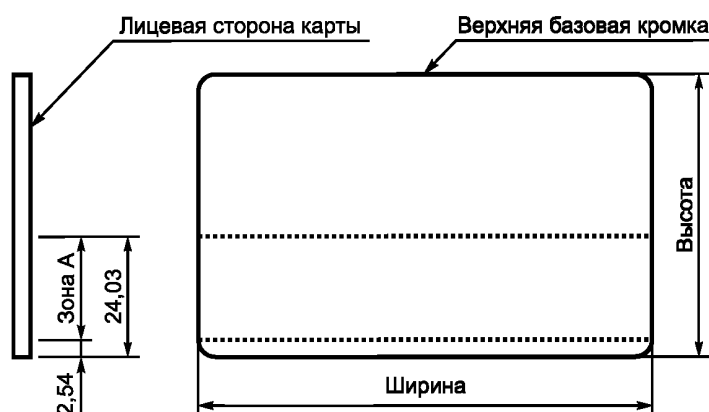 Лицевая сторона карты
Верхняя базовая кромка
Высота
Зона А
24,03
2,54
Ширина